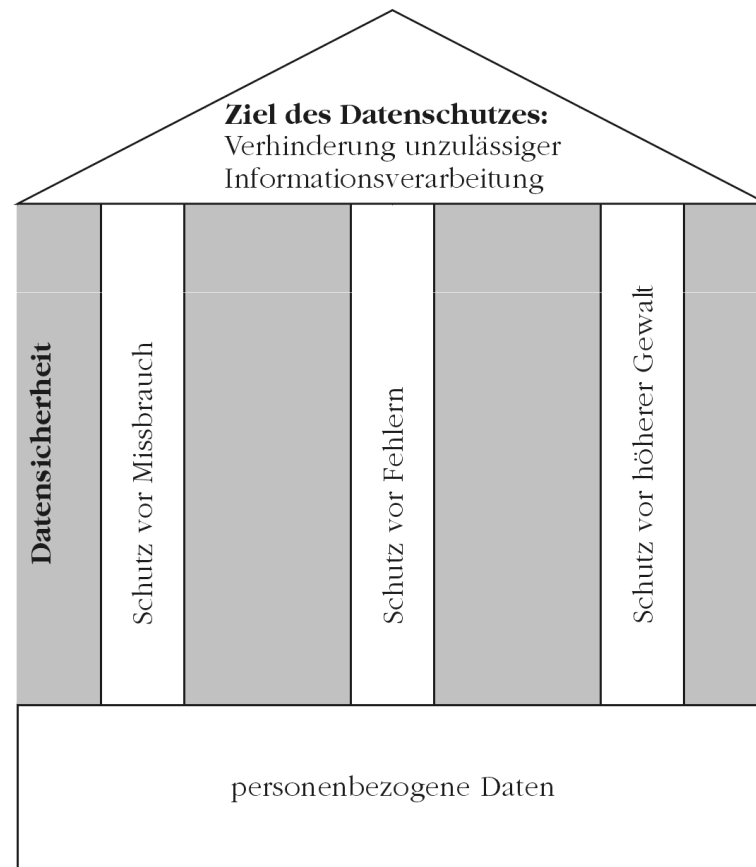 Ziel des Datenschutzes:
Verhinderung unzulässiger
Informationsverarbeitung
Datensicherheit
Schutz vor Missbrauch
Schutz vor Fehlern
Schutz vor höherer Gewalt
personenbezogene Daten